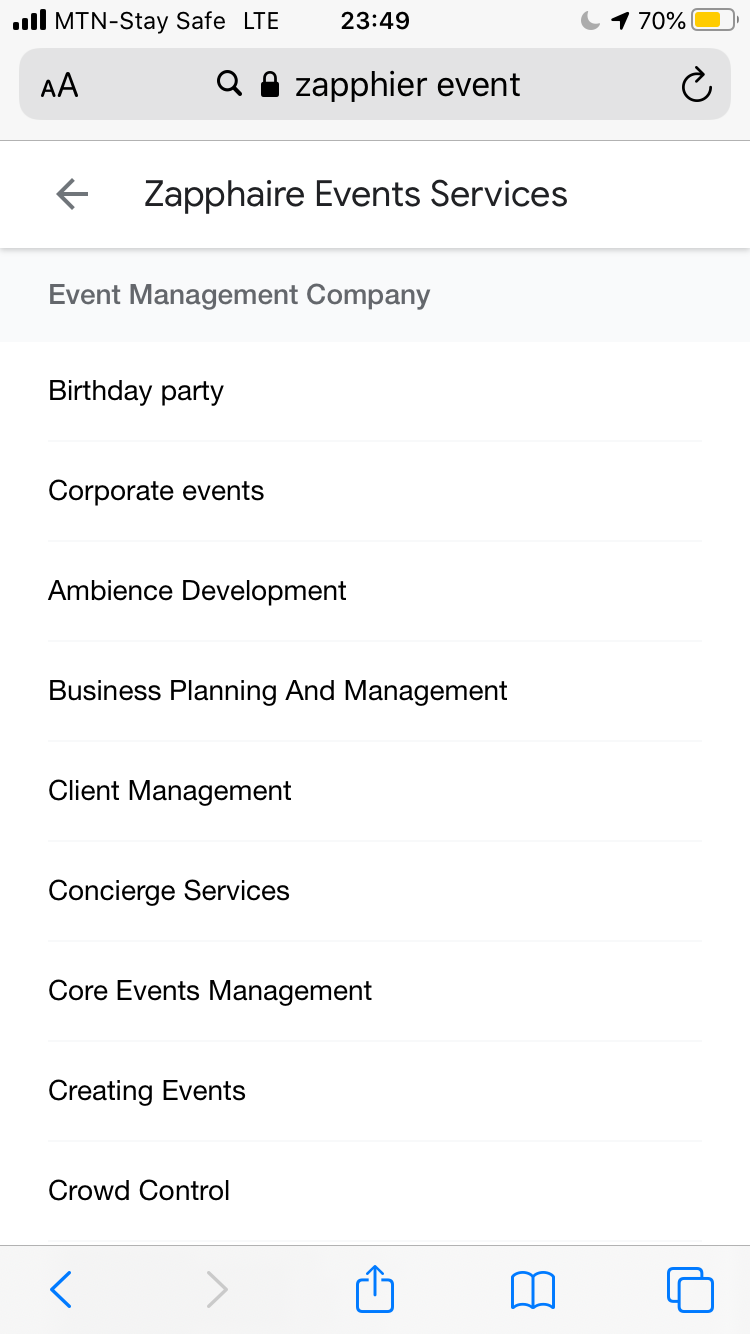 MTN-Stay Safe LTE 23:49 70%
AA zapphier event
Zapphaire Events Services
Event Management Company
Birthday party
Corporate events
Ambience Development
Business Planning And Management
Client Management
Concierge Services
Core Events Management
Creating Events
Crowd Control